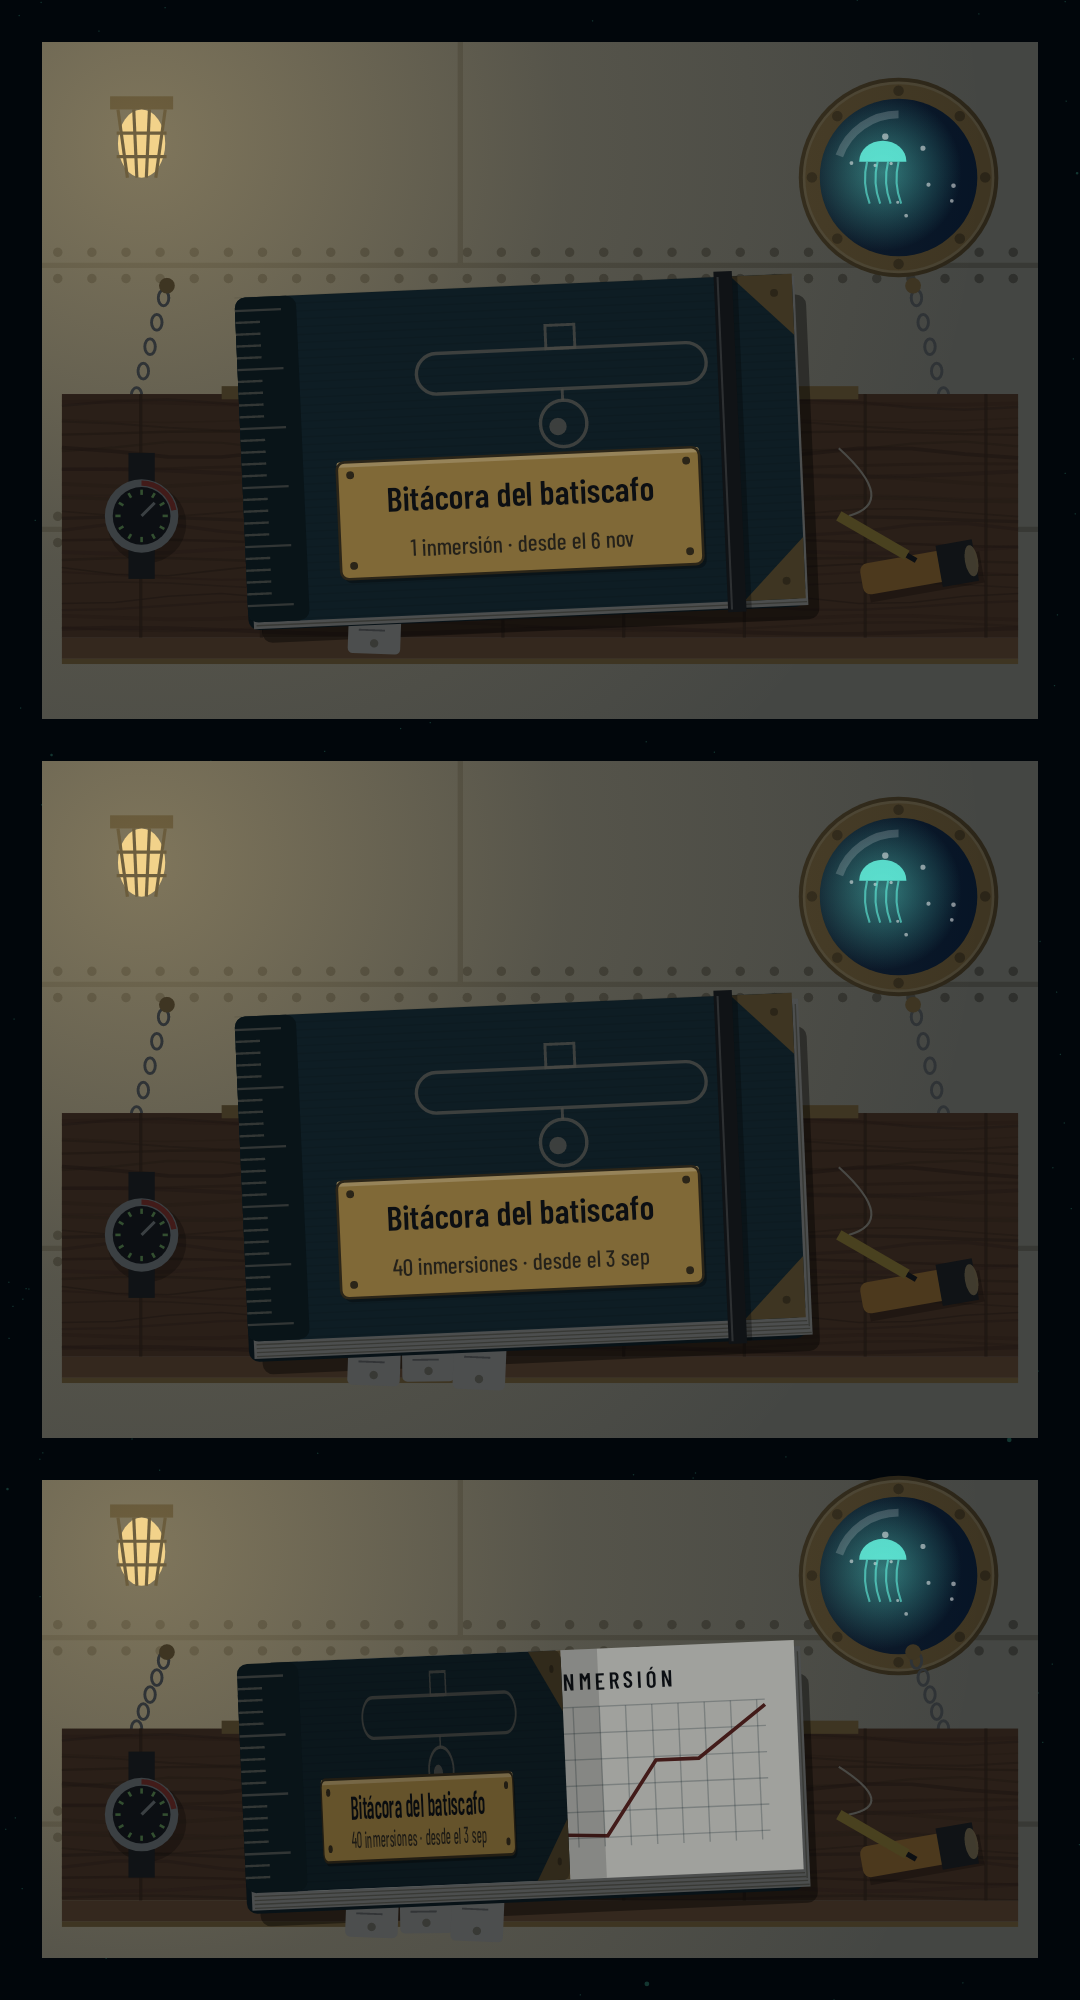 Bitácora del batiscafo
1 inmersión · desde el 6 nov
Bitácora del batiscafo
40 inmersiones · desde el 3 sep
NMERSIÓN
Bitácora del batiscafo
40 inmersiones · desde el 3 sep